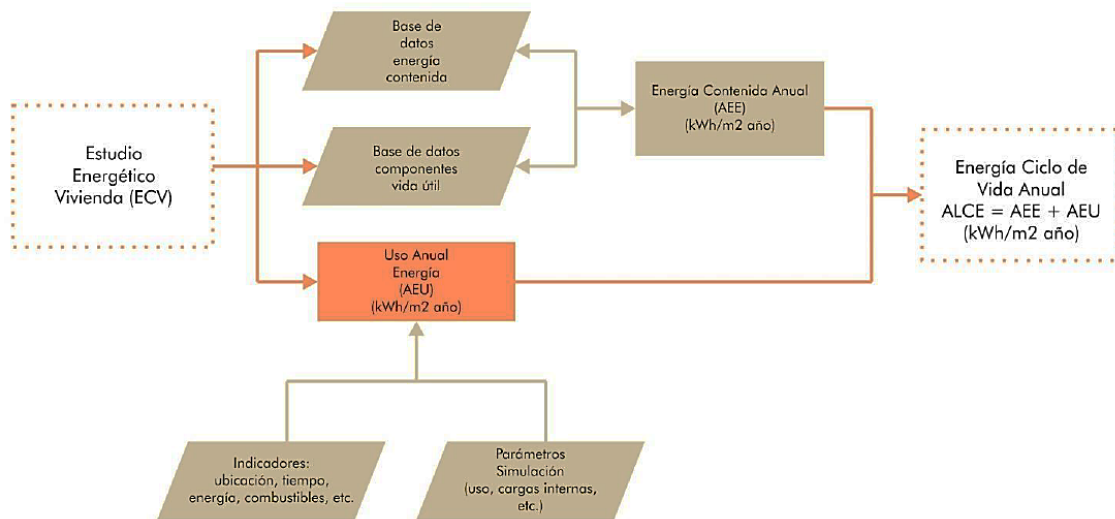 Estudio
Energético
Vivienda (ECV)
Base de
datos
energía
contenida
Base de datos
componentes
vida útil
Uso Anual
Energía
(AEU)
(kWh/m2 año)
Energía Contenida Anual
(AEE)
(kWh/m2 año)
Energía Ciclo de
Vida Anual
ALCE = AEE + AEU
(kWh/m2 año)
Indicadores:
ubicación, tiempo,
energía, combustibles, etc.
Parámetros
Simulación
(uso, cargas internas,
etc.)